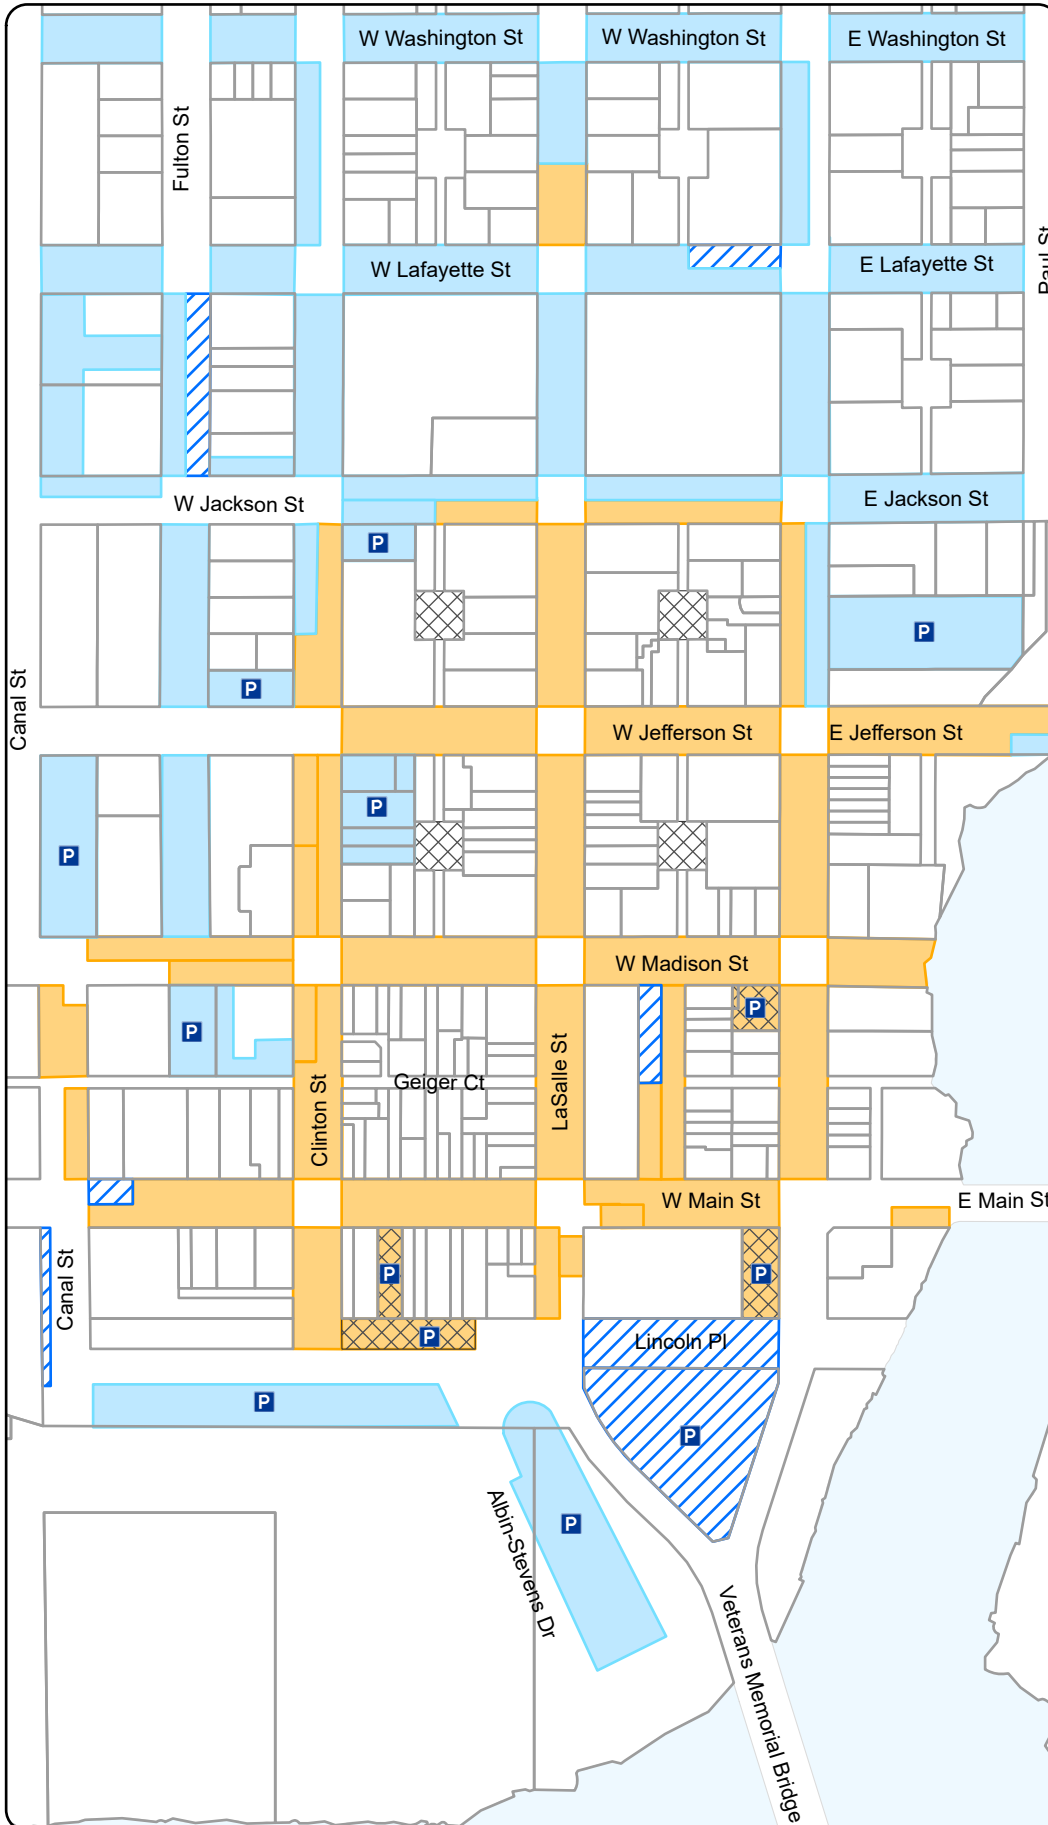 W Washington St
W Washington St
E Washington St
Fulton St
W Lafayette St
E Lafayette St
Paul St
W Jackson St
E Jackson St
P
P
P
Canal St
W Jefferson St
E Jefferson St
P
P
W Madison St
P
P
LaSalle St
Geiger Ct
Clinton St
W Main St
E Main St
Canal St
P
P
P
Lincoln Pl
P
P
Albin-Stevens Dr
P
Veterans Memorial Bridge